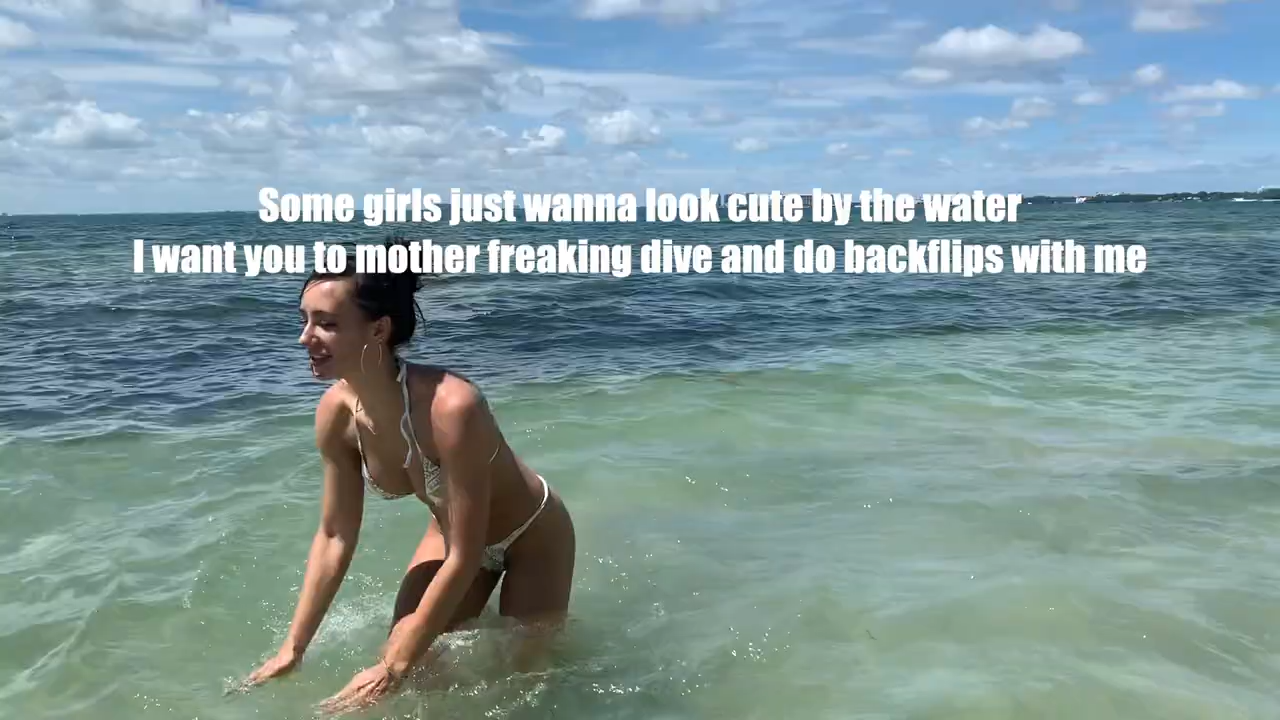 Some girls just wanna look cute by the water
I want you to mother freaking dive and do backflips with me